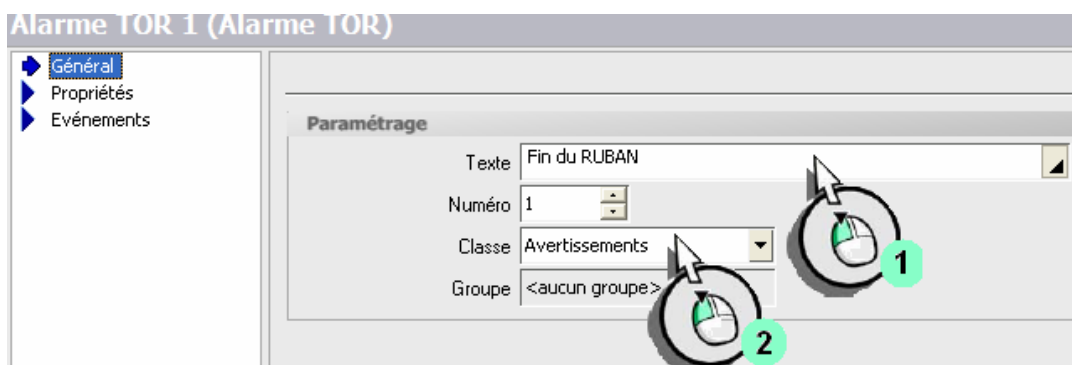 Alarme TOR 1 (Alarme TOR)
Général
Propriétés
Evénements
Paramétrage
Texte Fin du RUBAN
Numéro 1
Classe Avertissements
Groupe <aucun groupe>
1
2